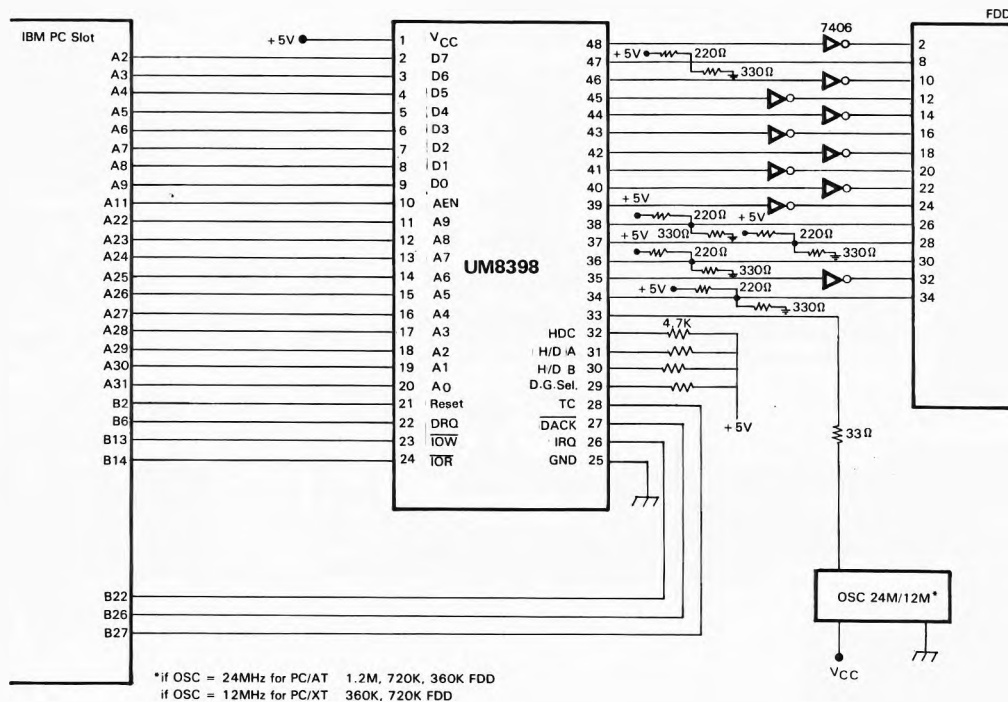 FDD
IBM PC Slot
+5V
1 VCC
2 D7
3 D6
4 D5
5 D4
6 D3
7 D2
8 D1
9 D0
10 AEN
11 A9
12 A8
13 A7
14 A6
15 A5
16 A4
17 A3
18 A2
19 A1
20 A0
21 Reset
22 DRQ
23 IOW
24 IOR
A2
A3
A4
A5
A6
A7
A8
A9
A11
A22
A23
A24
A25
A26
A27
A28
A29
A30
A31
B2
B6
B13
B14
B22
B26
B27
UM8398
48
47
46
45
44
43
42
41
40
39
38
37
36
35
34
33
HDC 32
H/D A 31
H/D B 30
D.G.Sel. 29
TC 28
DACK 27
IRQ 26
GND 25
7406
+5V 220Ω
330Ω
+5V 220Ω
330Ω
+5V 220Ω
330Ω
+5V 220Ω
330Ω
+5V 220Ω
330Ω
4.7K
+5V
33Ω
2
8
10
12
14
16
18
20
22
24
26
28
30
32
34
OSC 24M/12M*
VCC
*if OSC = 24MHz for PC/AT 1.2M, 720K, 360K FDD
if OSC = 12MHz for PC/XT 360K, 720K FDD